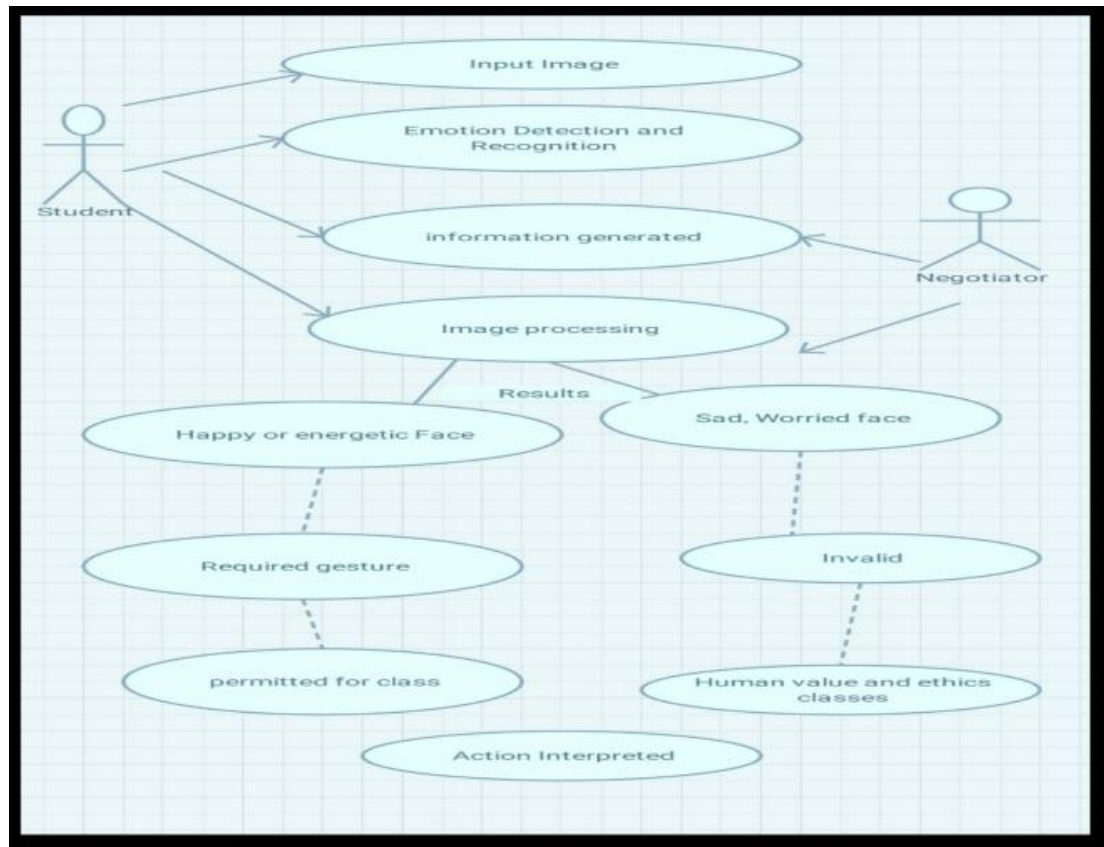 Input Image
Emotion Detection and
Recognition
Student
information generated
Negotiator
Image processing
Results
Happy or energetic Face
Sad, Worried face
Required gesture
Invalid
permitted for class
Human value and ethics
classes
Action Interpreted